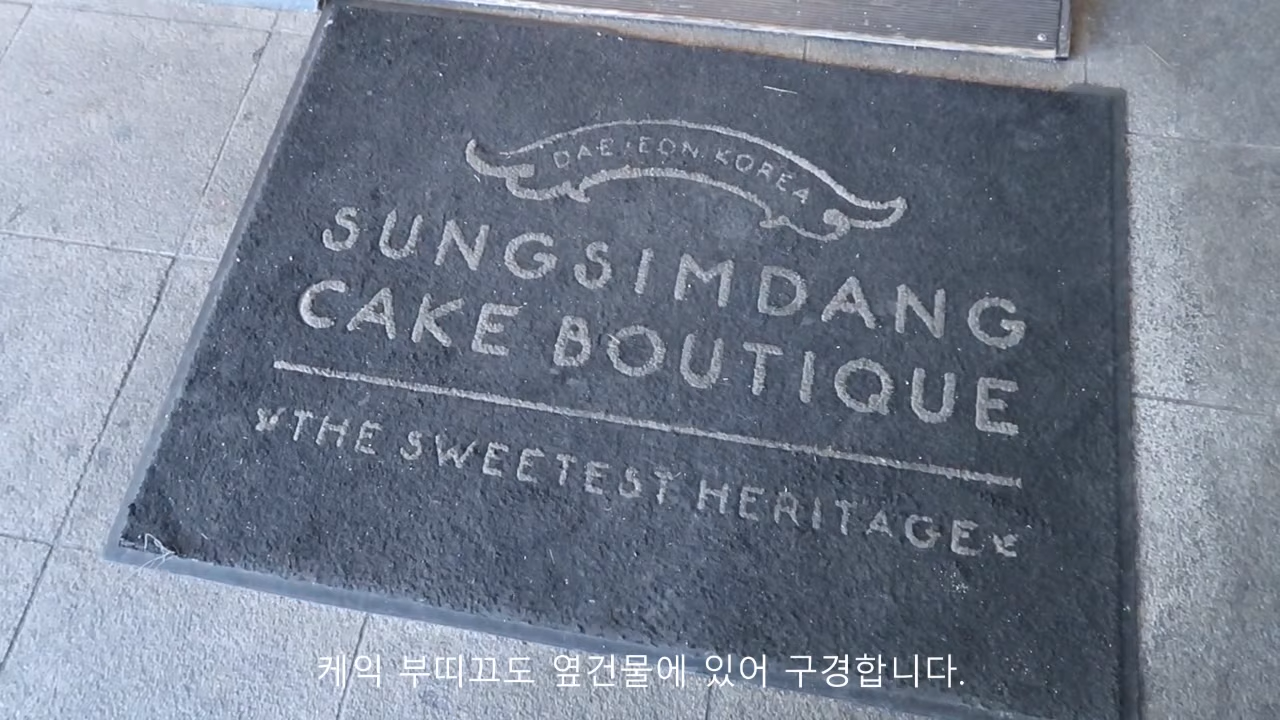 DAEJEON KOREA
SUNGSIMDANG
CAKE BOUTIQUE
THE SWEETEST HERITAGE
케익 부띠끄도 옆건물에 있어 구경합니다.